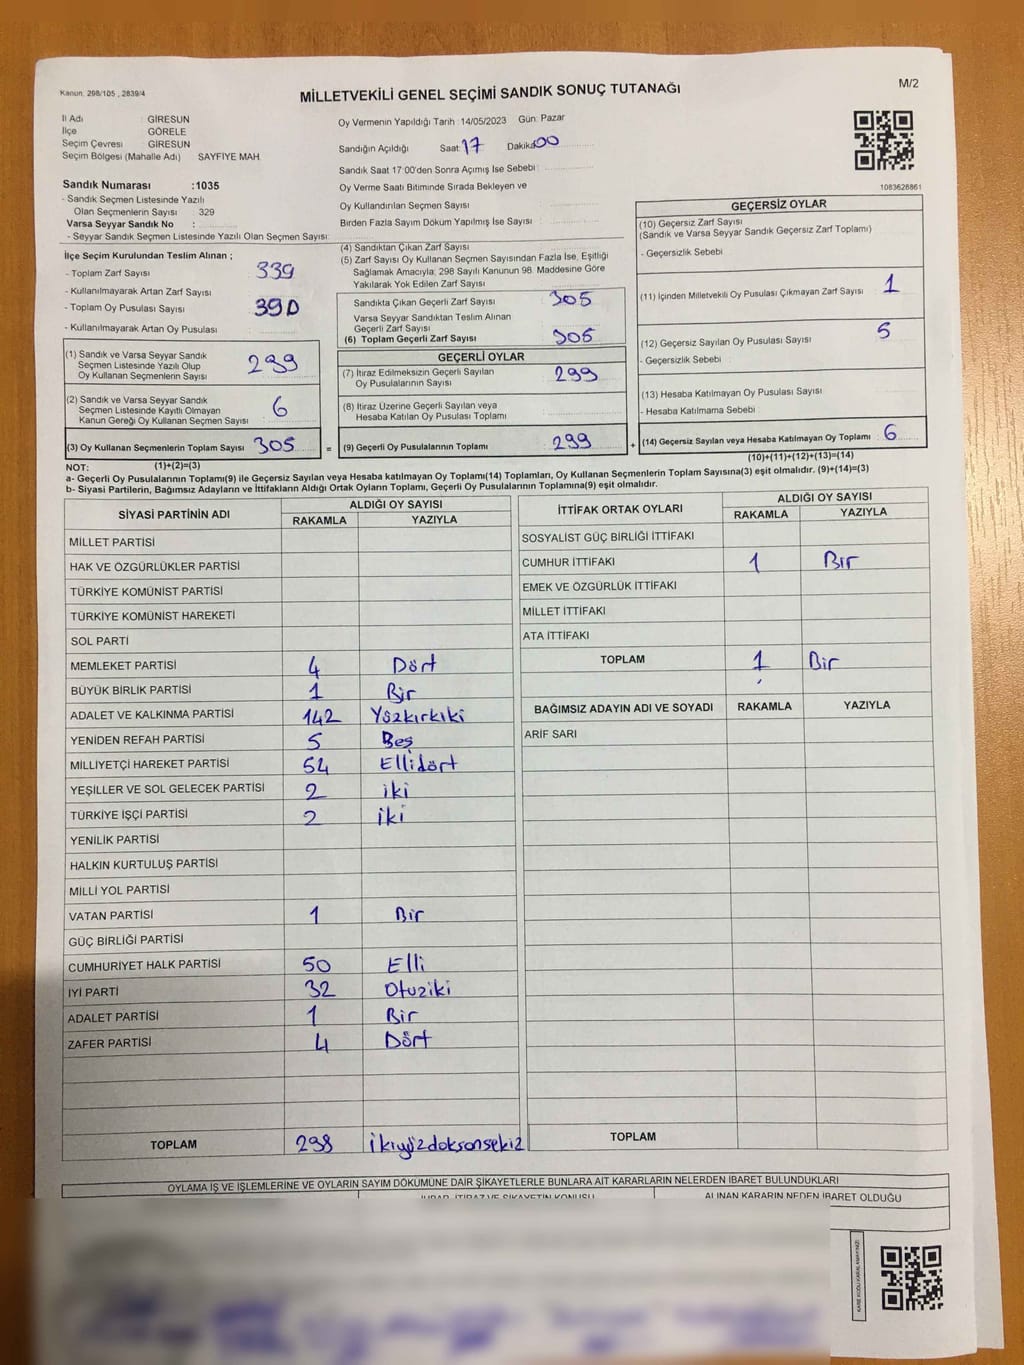 Kanun: 298/105 , 2839/4
MİLLETVEKİLİ GENEL SEÇİMİ SANDIK SONUÇ TUTANAĞI
M/2
İl Adı : GİRESUN
İlçe : GÖRELE
Seçim Çevresi : GİRESUN
Seçim Bölgesi (Mahalle Adı) SAYFİYE MAH.
Sandık Numarası :1035
- Sandık Seçmen Listesinde Yazılı
Olan Seçmenlerin Sayısı : 329
Varsa Seyyar Sandık No :
- Seyyar Sandık Seçmen Listesinde Yazılı Olan Seçmen Sayısı:
Oy Vermenin Yapıldığı Tarih :14/05/2023 Gün: Pazar
Sandığın Açıldığı Saat: 17 Dakika: 00
Sandık Saat 17:00'den Sonra Açımış İse Sebebi :
Oy Verme Saati Bitiminde Sırada Bekleyen ve
Oy Kullandırılan Seçmen Sayısı :
Birden Fazla Sayım Döküm Yapılmış İse Sayısı :
1083626861
İlçe Seçim Kurulundan Teslim Alınan ;
- Toplam Zarf Sayısı 339
- Kullanılmayarak Artan Zarf Sayısı
- Toplam Oy Pusulası Sayısı 390
- Kullanılmayarak Artan Oy Pusulası :
(1) Sandık ve Varsa Seyyar Sandık
Seçmen Listesinde Yazılı Olup
Oy Kullanan Seçmenlerin Sayısı 299
(2) Sandık ve Varsa Seyyar Sandık
Seçmen Listesinde Kayıtlı Olmayan
Kanun Gereği Oy Kullanan Seçmen Sayısı 6
(3) Oy Kullanan Seçmenlerin Toplam Sayısı 305 =
(4) Sandıktan Çıkan Zarf Sayısı :
(5) Zarf Sayısı Oy Kullanan Seçmen Sayısından Fazla İse, Eşitliği
Sağlamak Amacıyla; 298 Sayılı Kanunun 98. Maddesine Göre
Yakılarak Yok Edilen Zarf Sayısı :
Sandıkta Çıkan Geçerli Zarf Sayısı 305
Varsa Seyyar Sandıktan Teslim Alınan
Geçerli Zarf Sayısı
(6) Toplam Geçerli Zarf Sayısı : 305
GEÇERLİ OYLAR
(7) İtiraz Edilmeksizin Geçerli Sayılan
Oy Pusulalarının Sayısı : 299
(8) İtiraz Üzerine Geçerli Sayılan veya
Hesaba Katılan Oy Pusulası Toplamı :
(9) Geçerli Oy Pusulalarının Toplamı : 299 +
GEÇERSİZ OYLAR
(10) Geçersiz Zarf Sayısı
(Sandık ve Varsa Seyyar Sandık Geçersiz Zarf Toplamı)
- Geçersizlik Sebebi
(11) İçinden Milletvekili Oy Pusulası Çıkmayan Zarf Sayısı 1
(12) Geçersiz Sayılan Oy Pusulası Sayısı 5
- Geçersizlik Sebebi :
(13) Hesaba Katılmayan Oy Pusulası Sayısı
- Hesaba Katılmama Sebebi :
(14) Geçersiz Sayılan veya Hesaba Katılmayan Oy Toplamı : 6
(1)+(2)=(3)
(10)+(11)+(12)+(13)=(14)
NOT:
a- Geçerli Oy Pusulalarının Toplamı(9) ile Geçersiz Sayılan veya Hesaba katılmayan Oy Toplamı(14) Toplamları, Oy Kullanan Seçmenlerin Toplam Sayısına(3) eşit olmalıdır. (9)+(14)=(3)
b- Siyasi Partilerin, Bağımsız Adayların ve İttifakların Aldığı Ortak Oyların Toplamı, Geçerli Oy Pusulalarının Toplamına(9) eşit olmalıdır.
SİYASİ PARTİNİN ADI ALDIĞI OY SAYISI
RAKAMLA YAZIYLA
MİLLET PARTİSİ
HAK VE ÖZGÜRLÜKLER PARTİSİ
TÜRKİYE KOMÜNİST PARTİSİ
TÜRKİYE KOMÜNİST HAREKETİ
SOL PARTİ
MEMLEKET PARTİSİ 4 Dört
BÜYÜK BİRLİK PARTİSİ 1 Bir
ADALET VE KALKINMA PARTİSİ 142 Yüzkırkiki
YENİDEN REFAH PARTİSİ 5 Beş
MİLLİYETÇİ HAREKET PARTİSİ 54 Ellidört
YEŞİLLER VE SOL GELECEK PARTİSİ 2 iki
TÜRKİYE İŞÇİ PARTİSİ 2 iki
YENİLİK PARTİSİ
HALKIN KURTULUŞ PARTİSİ
MİLLİ YOL PARTİSİ
VATAN PARTİSİ 1 Bir
GÜÇ BİRLİĞİ PARTİSİ
CUMHURİYET HALK PARTİSİ 50 Elli
İYİ PARTİ 32 Otuziki
ADALET PARTİSİ 1 Bir
ZAFER PARTİSİ 4 Dört
TOPLAM 298 ikiyüzdoksansekiz
İTTİFAK ORTAK OYLARI ALDIĞI OY SAYISI
RAKAMLA YAZIYLA
SOSYALİST GÜÇ BİRLİĞİ İTTİFAKI
CUMHUR İTTİFAKI 1 Bir
EMEK VE ÖZGÜRLÜK İTTİFAKI
MİLLET İTTİFAKI
ATA İTTİFAKI
TOPLAM 1 Bir
BAĞIMSIZ ADAYIN ADI VE SOYADI RAKAMLA YAZIYLA
ARİF SARI
TOPLAM
OYLAMA İŞ VE İŞLEMLERİNE VE OYLARIN SAYIM DÖKÜMÜNE DAİR ŞİKAYETLERLE BUNLARA AİT KARARLARIN NELERDEN İBARET BULUNDUKLARI
İTİRAZ VE ŞİKAYETİN KONUSU ALINAN KARARIN NEDEN İBARET OLDUĞU
KARE KODU KARALAMAYINIZ!